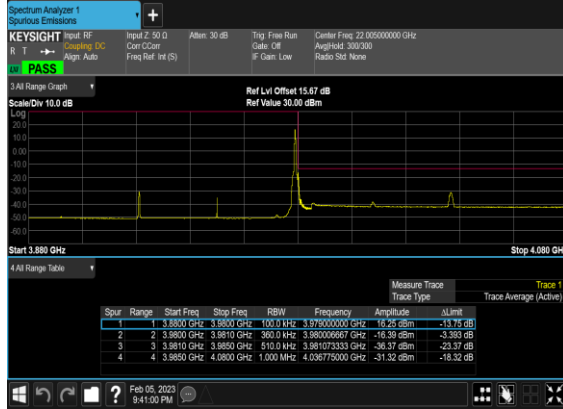 Spectrum Analyzer 1
Spurious Emissions
KEYSIGHT Input: RF Input Z: 50 Ω Atten: 30 dB Trig: Free Run Center Freq: 22.005000000 GHz
R T Coupling: DC Corr CCorr Gate: Off Avg|Hold: 300/300
Align: Auto Freq Ref: Int (S) IF Gain: Low Radio Std: None
PASS
3 All Range Graph
Ref Lvl Offset 15.67 dB
Scale/Div 10.0 dB Ref Value 30.00 dBm
Log
20.0
10.0
0.00
-10.0
-20.0
-30.0
-40.0
-50.0
-60.0
Start 3.880 GHz Stop 4.080 GH
4 All Range Table
Measure Trace Trace 1
Trace Type Trace Average (Active)
Spur Range Start Freq Stop Freq RBW Frequency Amplitude ΔLimit
1 1 3.8800 GHz 3.9800 GHz 100.0 kHz 3.979000000 GHz 16.25 dBm -13.75 dB
2 2 3.9800 GHz 3.9810 GHz 360.0 kHz 3.980006667 GHz -16.39 dBm -3.393 dB
3 3 3.9810 GHz 3.9850 GHz 510.0 kHz 3.981073333 GHz -36.37 dBm -23.37 dB
4 4 3.9850 GHz 4.0800 GHz 1.000 MHz 4.036775000 GHz -31.32 dBm -18.32 dB
Feb 05, 2023
9:41:00 PM